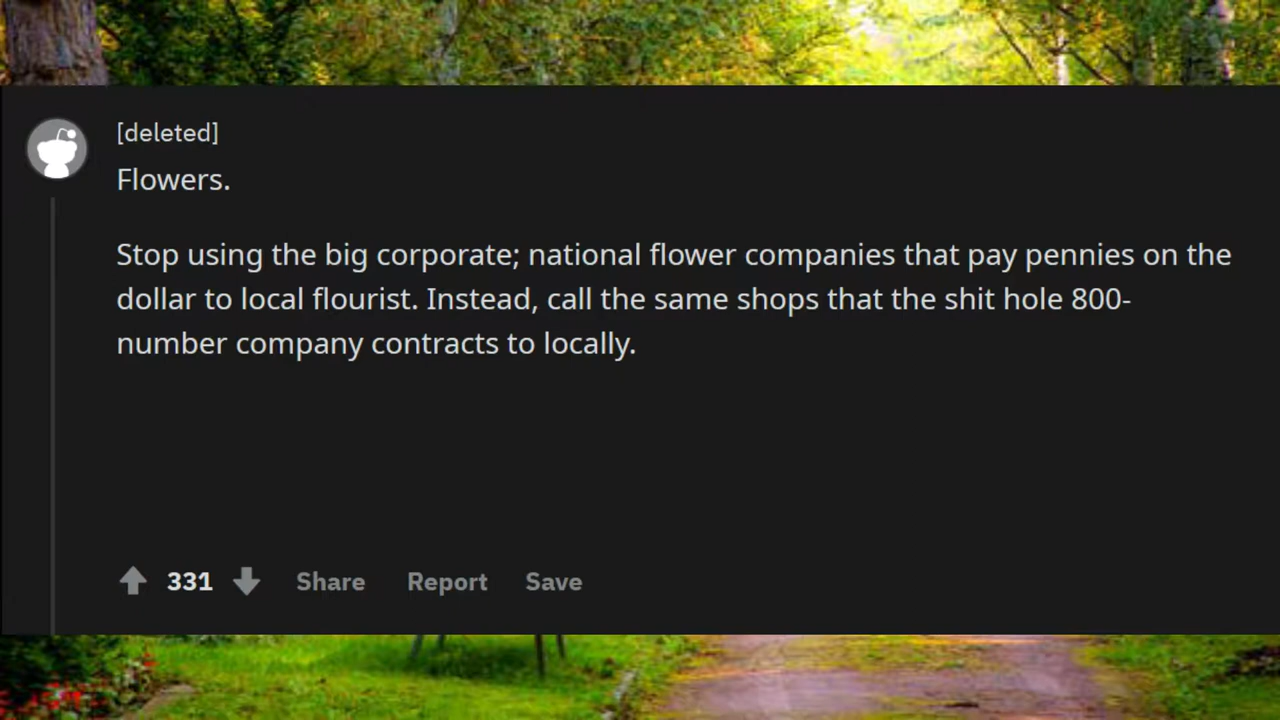 [deleted]
Flowers.
Stop using the big corporate; national flower companies that pay pennies on the
dollar to local flourist. Instead, call the same shops that the shit hole 800-
number company contracts to locally.
331 Share Report Save